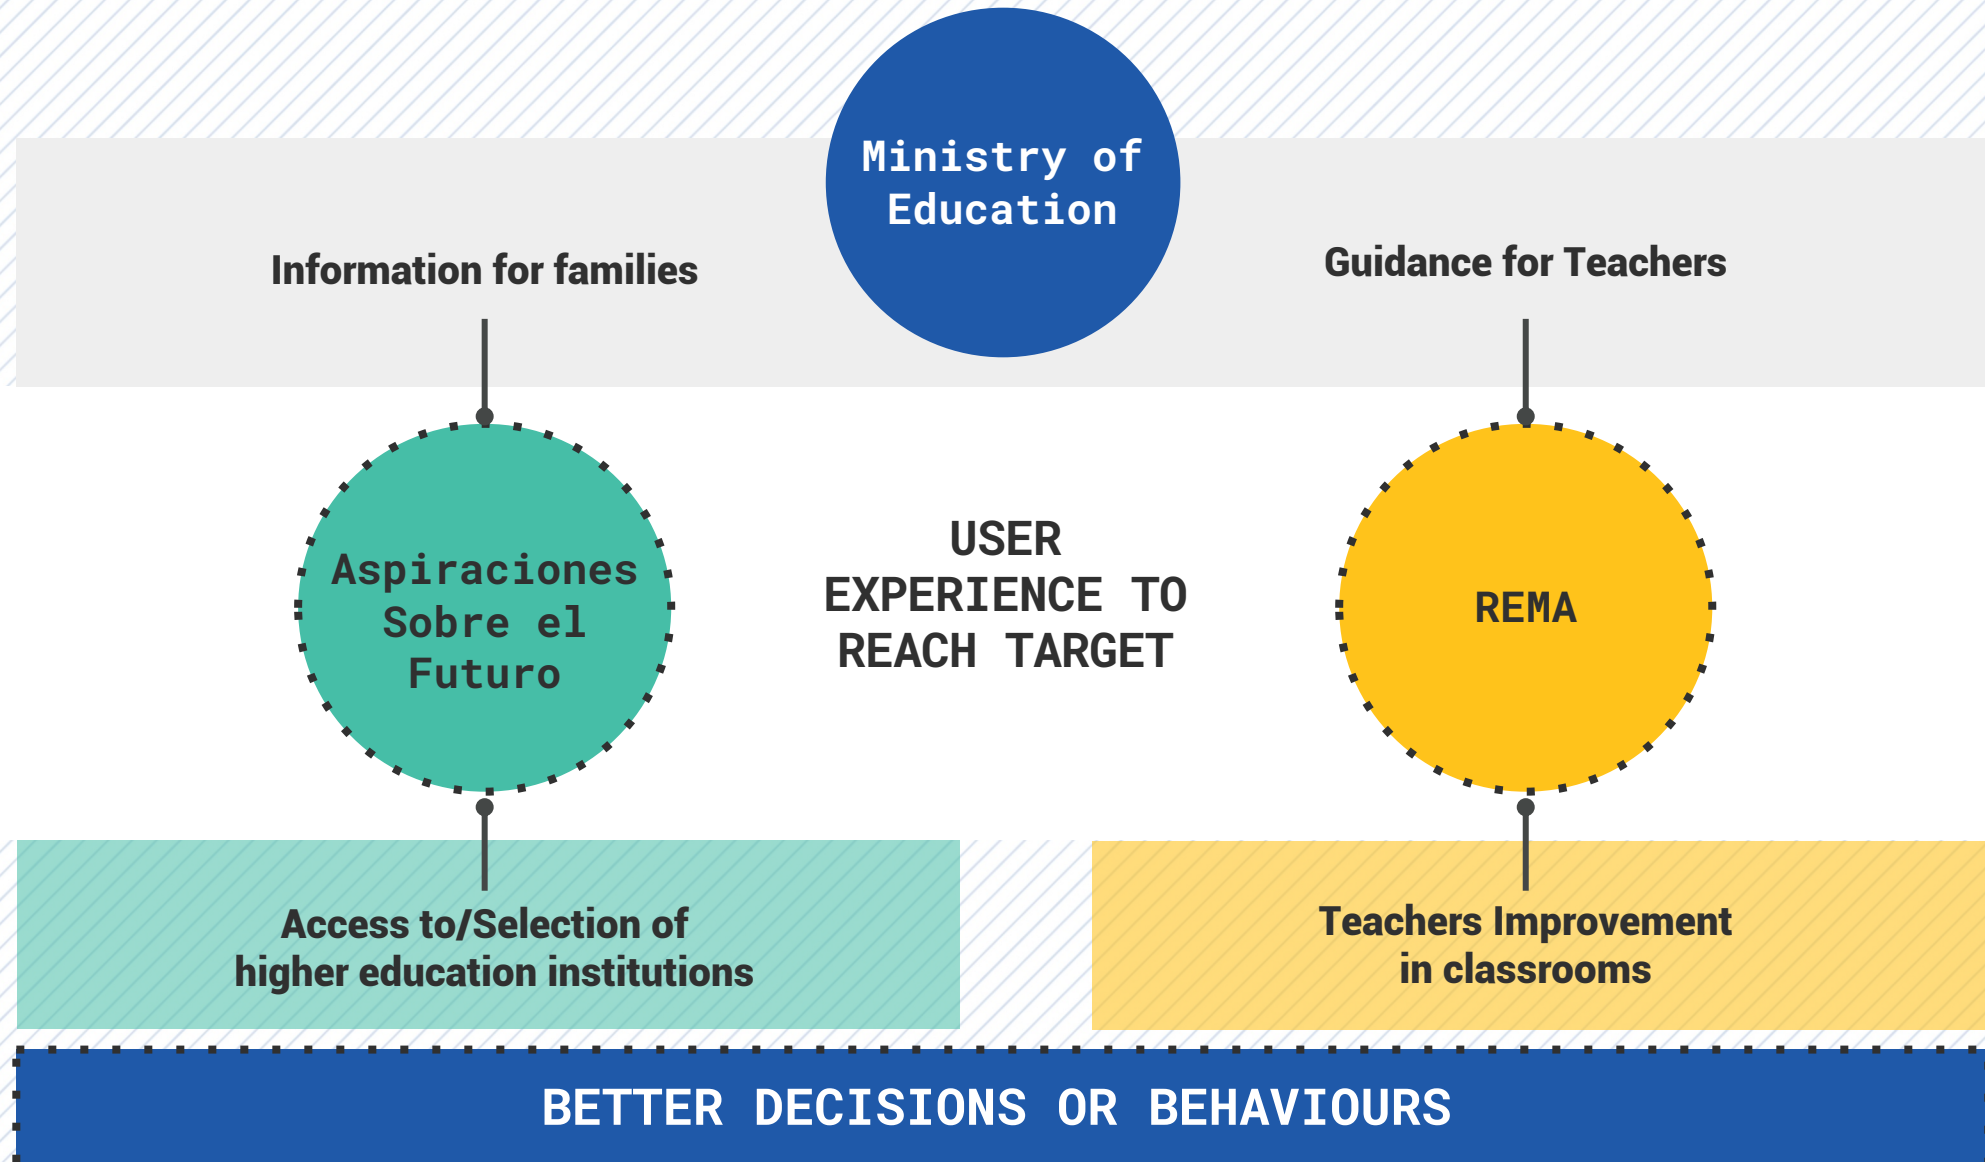 Ministry of
Education
Information for families
Guidance for Teachers
Aspiraciones
Sobre el
Futuro
USER
EXPERIENCE TO
REACH TARGET
REMA
Access to/Selection of
higher education institutions
Teachers Improvement
in classrooms
BETTER DECISIONS OR BEHAVIOURS